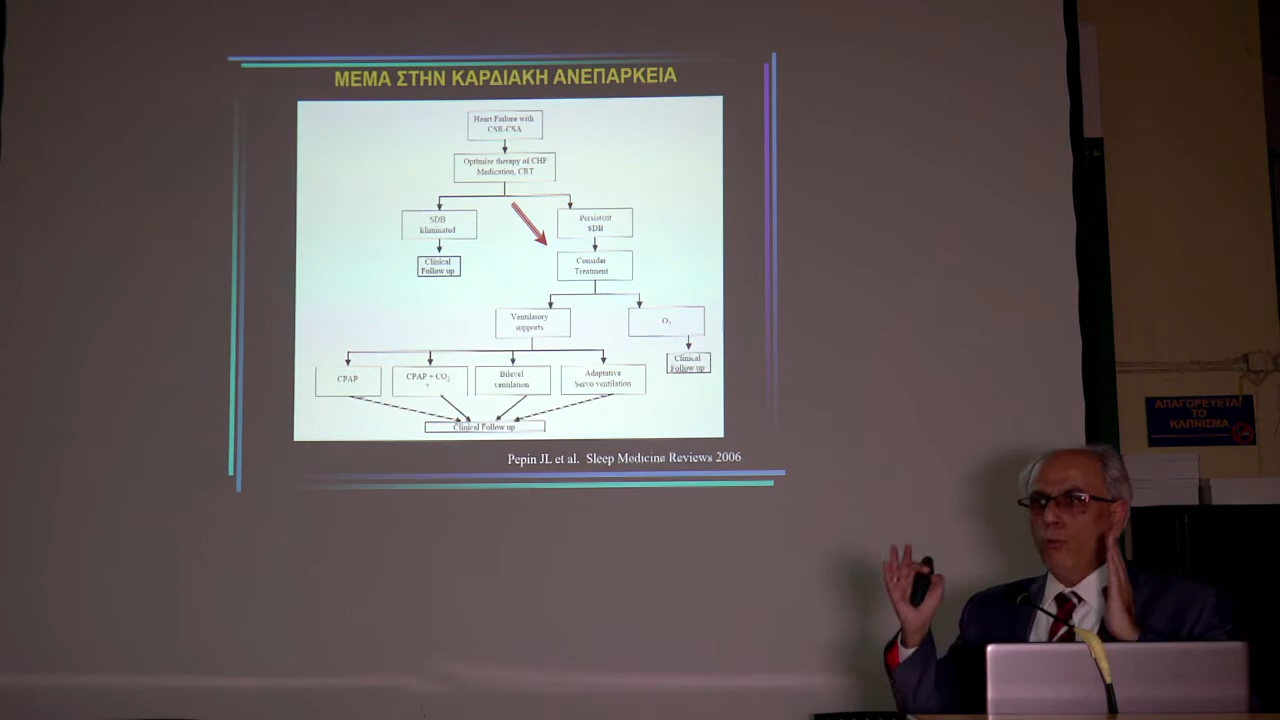 ΜΕΜΑ ΣΤΗΝ ΚΑΡΔΙΑΚΗ ΑΝΕΠΑΡΚΕΙΑ
Heart Failure with
CSR-CSA
Optimize therapy of CHF
Medication, CRT
SDB
Eliminated
Persistent
SDB
Clinical
Follow up
Consider
Treatment
Ventilatory
supports
O₂
Clinical
Follow up
CPAP
CPAP + CO₂
?
Bilevel
ventilation
Adaptative
Servo ventilation
Clinical Follow up
Pepin JL et al. Sleep Medicine Reviews 2006
ΑΠΑΓΟΡΕΥΕΤΑΙ
ΤΟ
ΚΑΠΝΙΣΜΑ